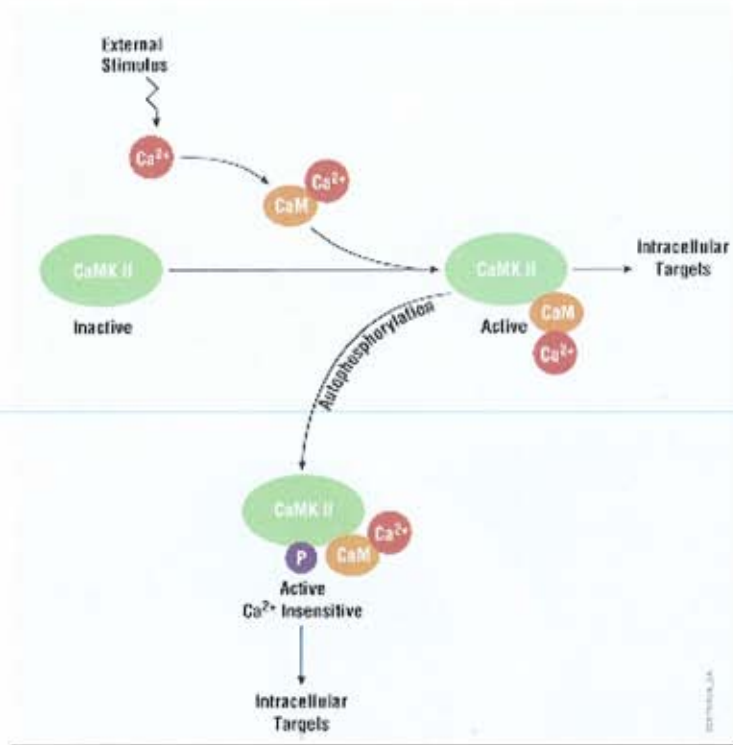 External
Stimulus
Ca²⁺
Ca²⁺
CaM
CaMK II
Inactive
CaMK II
Active
CaM
Ca²⁺
Intracellular
Targets
Autophosphorylation
CaMK II
Ca²⁺
P
CaM
Active
Ca²⁺ Insensitive
Intracellular
Targets